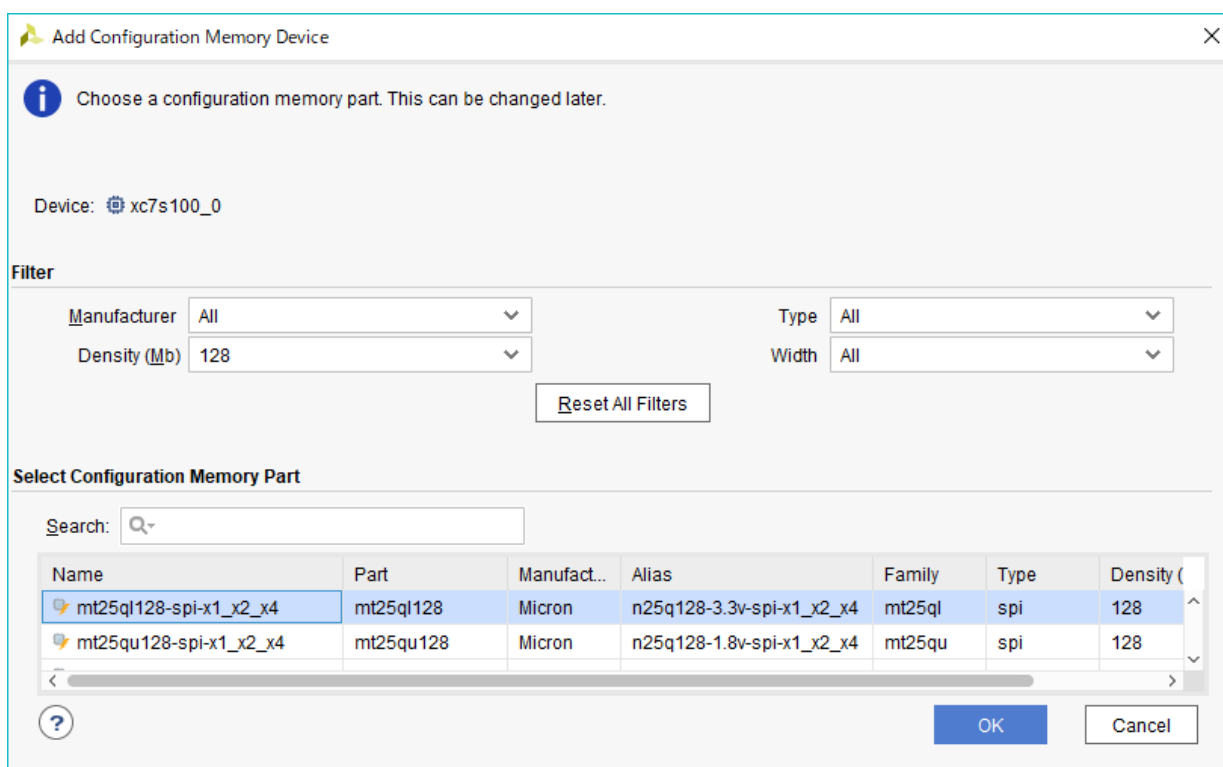 Add Configuration Memory Device
Choose a configuration memory part. This can be changed later.
Device: xc7s100_0
Filter
Manufacturer All Type All
Density (Mb) 128 Width All
Reset All Filters
Select Configuration Memory Part
Search:
Name Part Manufact... Alias Family Type Density (
mt25ql128-spi-x1_x2_x4 mt25ql128 Micron n25q128-3.3v-spi-x1_x2_x4 mt25ql spi 128
mt25qu128-spi-x1_x2_x4 mt25qu128 Micron n25q128-1.8v-spi-x1_x2_x4 mt25qu spi 128
? OK Cancel